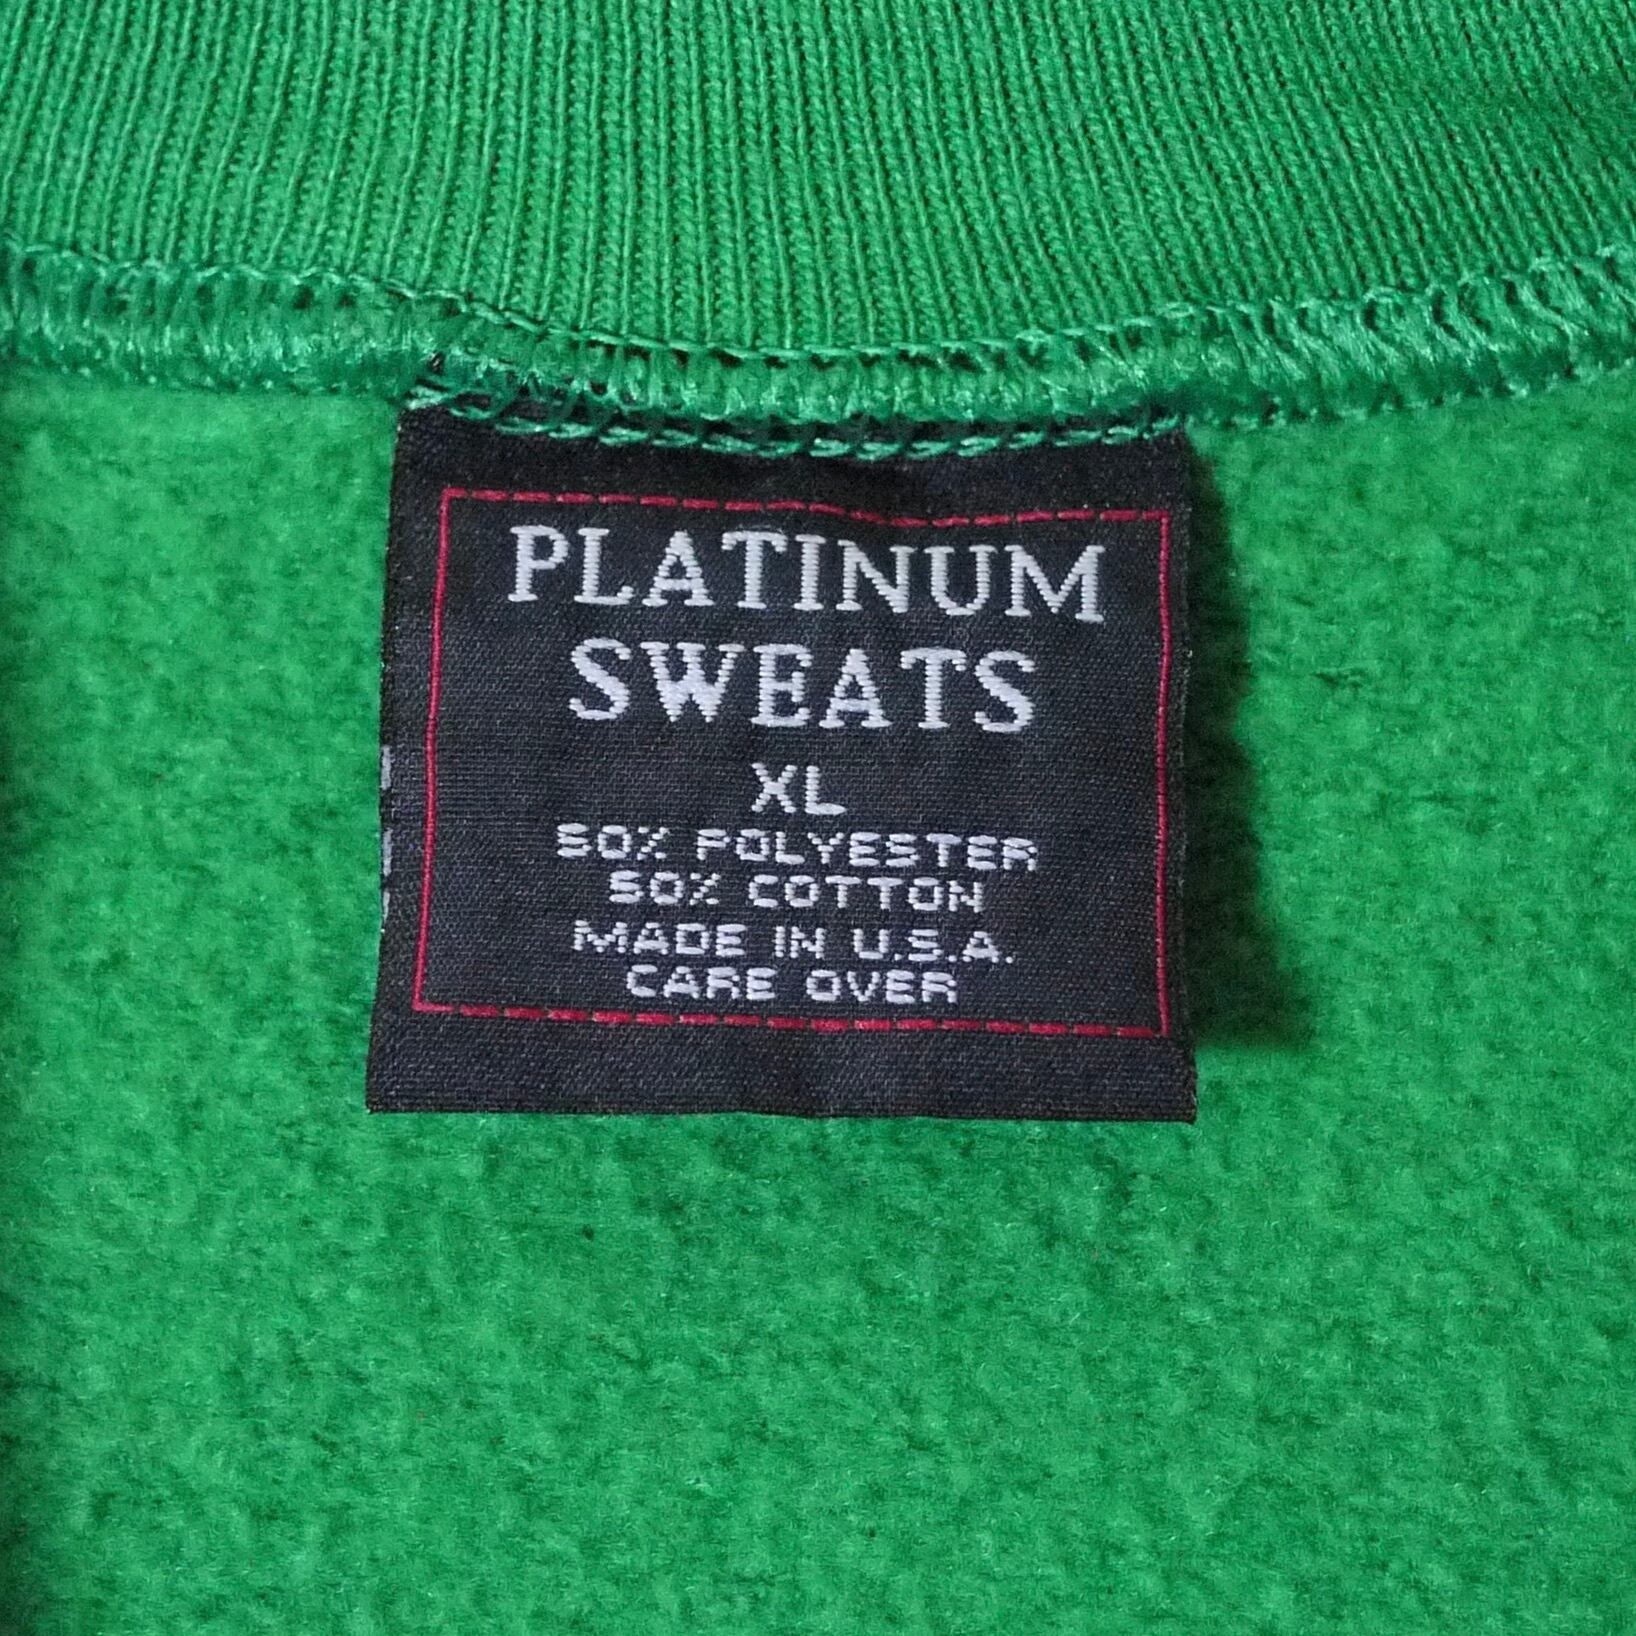 PLATINUM
SWEATS
XL
50% POLYESTER
50% COTTON
MADE IN U.S.A.
CARE OVER